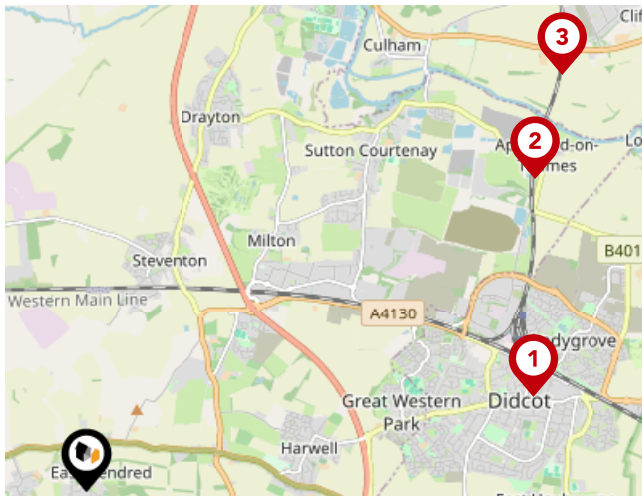 3
Culham
Drayton
2
Sutton Courtenay
Milton
Steventon
B401
Western Main Line
A4130
1
Didcot
Great Western
Park
Harwell